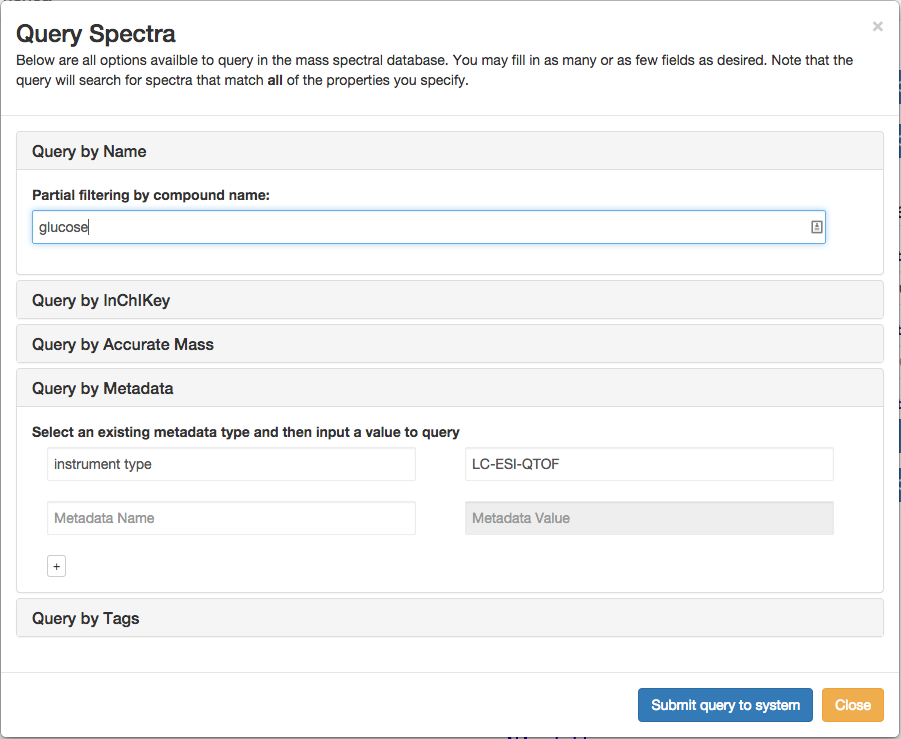 Query Spectra
×
Below are all options availble to query in the mass spectral database. You may fill in as many or as few fields as desired. Note that the
query will search for spectra that match all of the properties you specify.
Query by Name
Partial filtering by compound name:
glucose
Query by InChIKey
Query by Accurate Mass
Query by Metadata
Select an existing metadata type and then input a value to query
instrument type LC-ESI-QTOF
Metadata Name Metadata Value
+
Query by Tags
Submit query to system Close